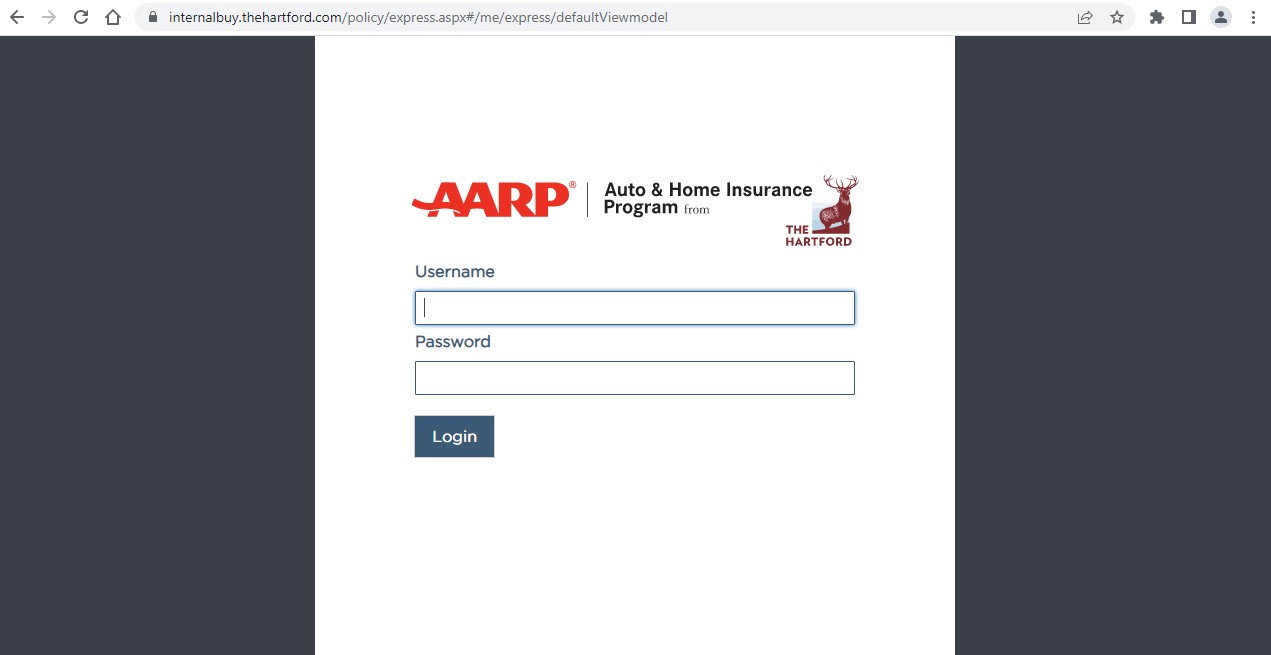 internalbuy.thehartford.com/policy/express.aspx#/me/express/defaultViewmodel
AARP® | Auto & Home Insurance
Program from
THE
HARTFORD
Username
Password
Login